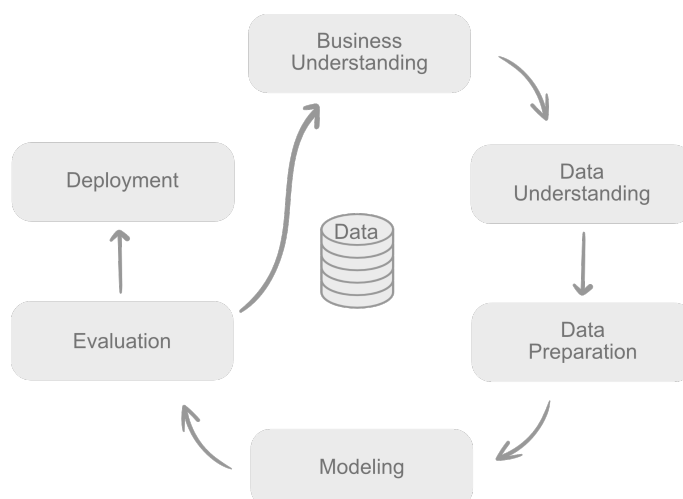 Business
Understanding
Deployment
Data
Understanding
Data
Evaluation
Data
Preparation
Modeling